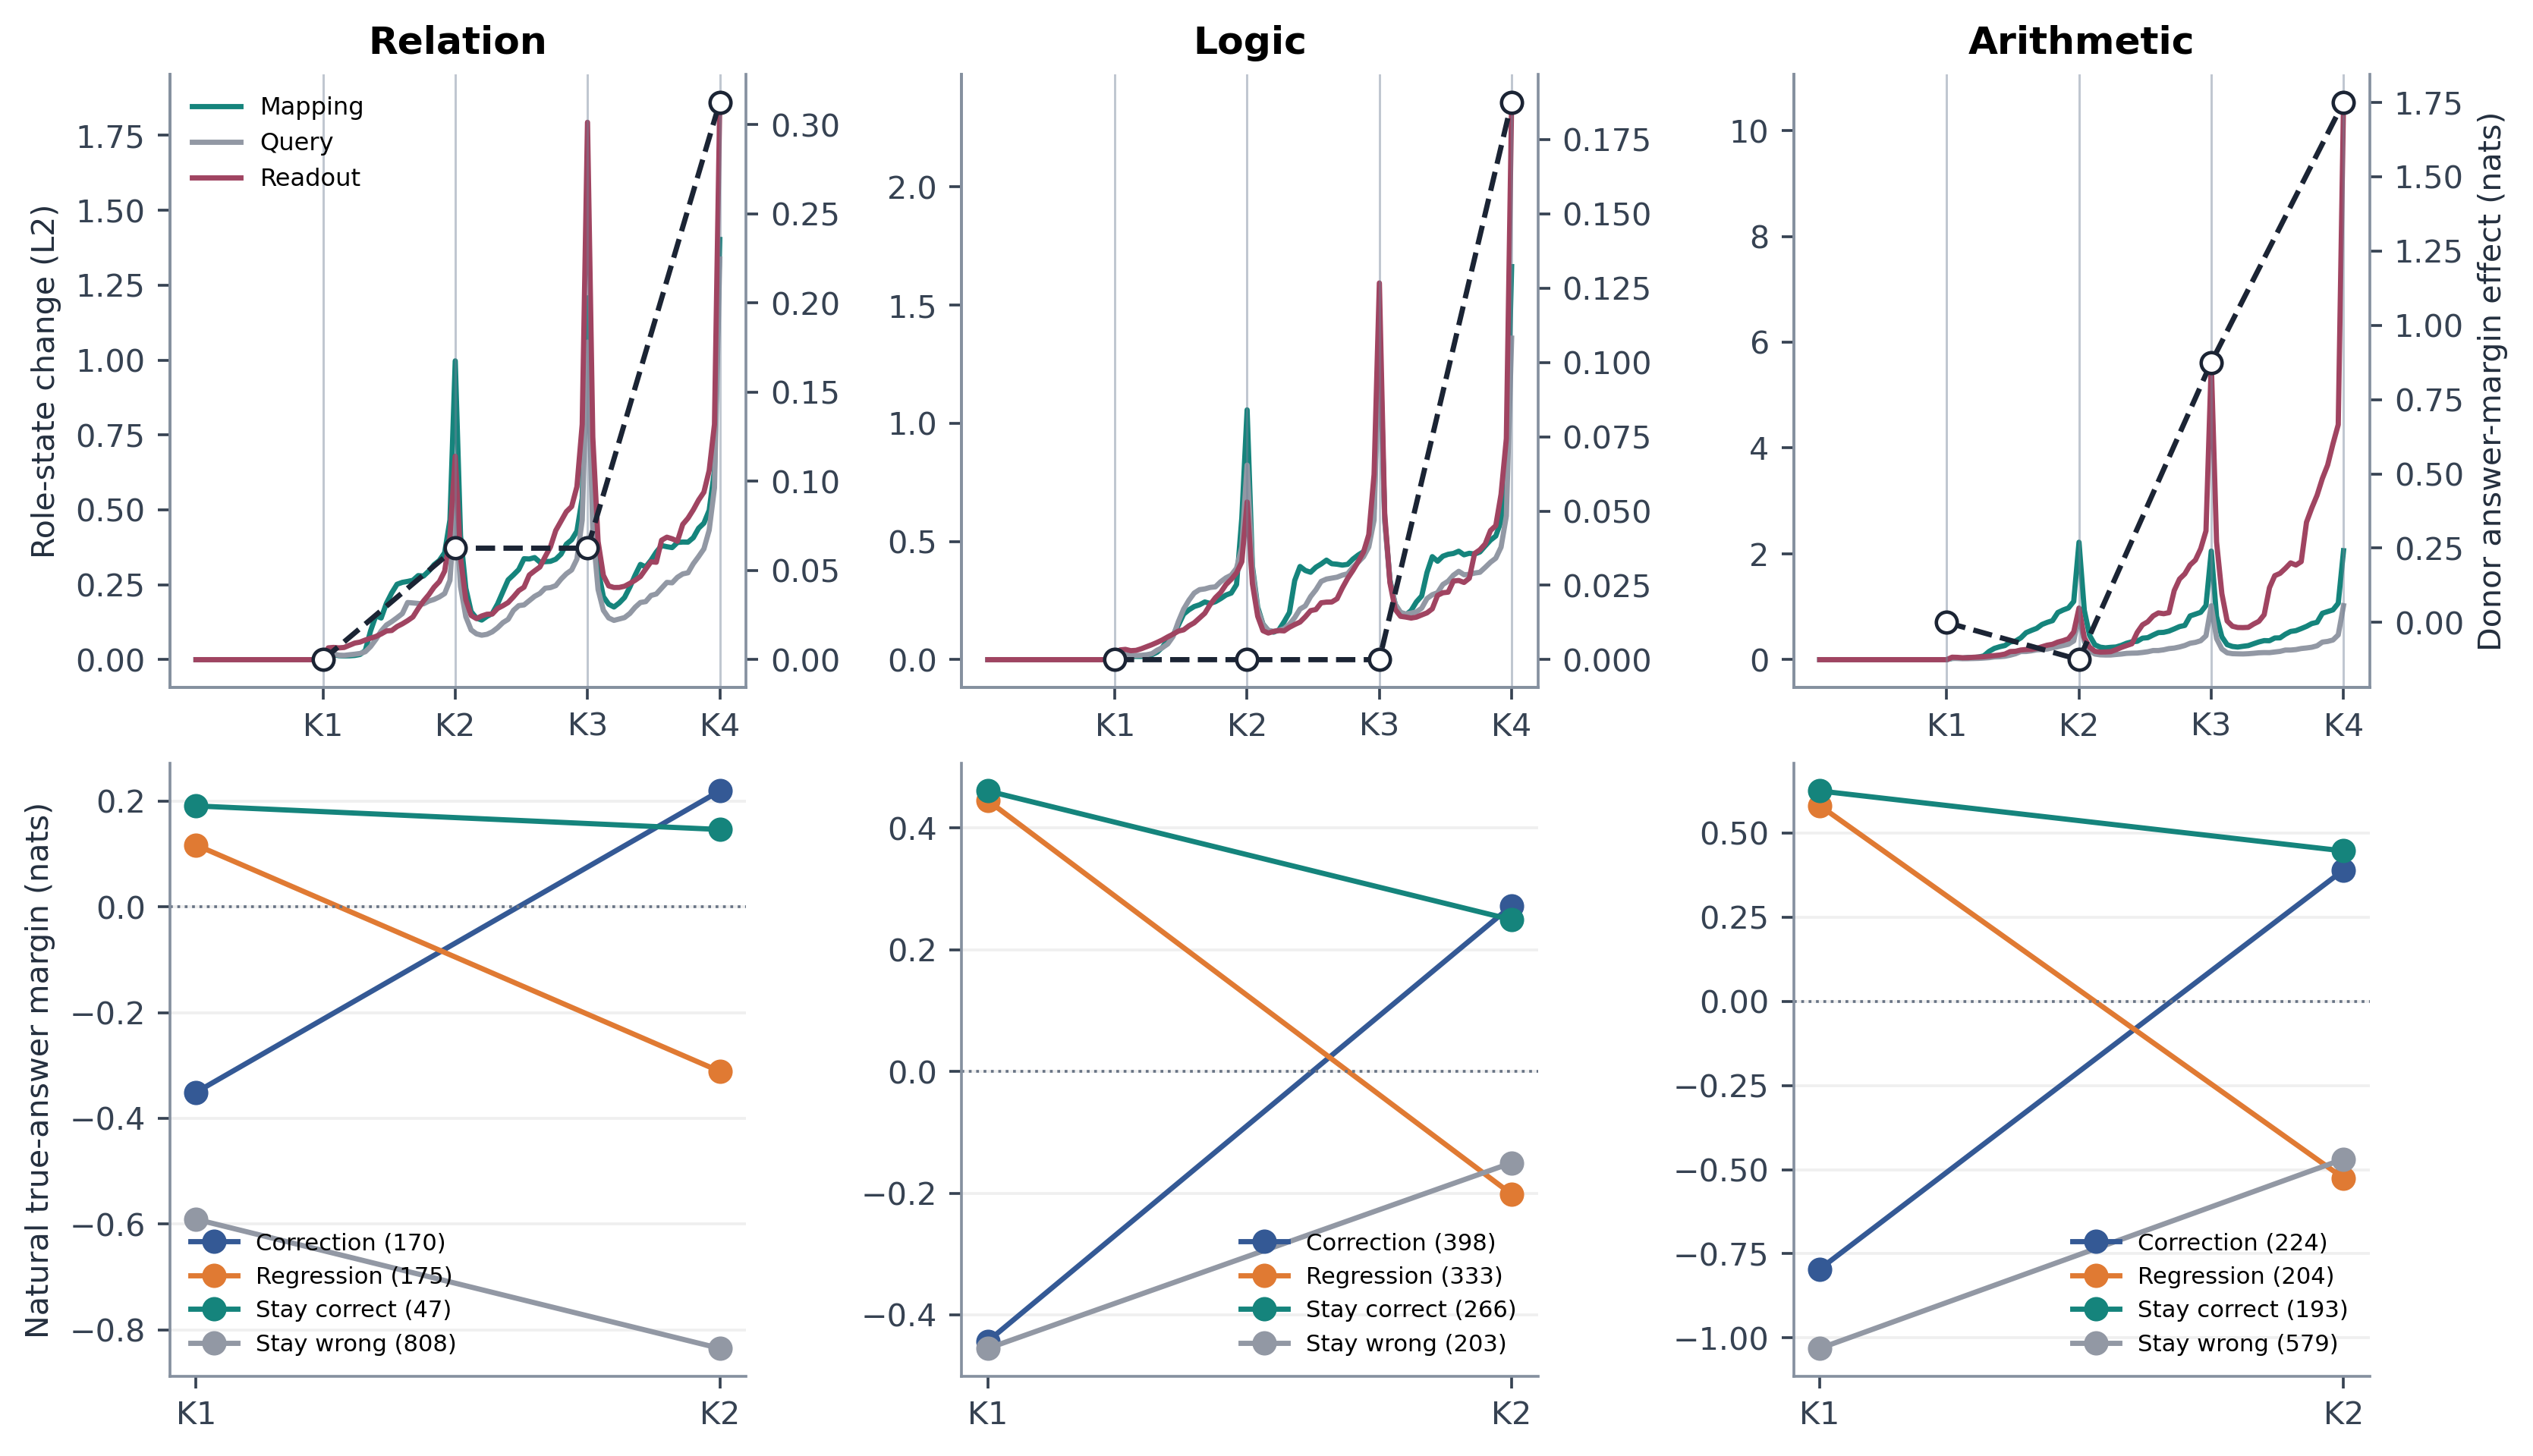 Relation
Logic
Arithmetic
Mapping
Query
Readout
Role-state change (L2)
1.75
1.50
1.25
1.00
0.75
0.50
0.25
0.00
0.30
0.25
0.20
0.15
0.10
0.05
0.00
K1 K2 K3 K4
2.0
1.5
1.0
0.5
0.0
0.175
0.150
0.125
0.100
0.075
0.050
0.025
0.000
K1 K2 K3 K4
10
8
6
4
2
0
1.75
1.50
1.25
1.00
0.75
0.50
0.25
0.00
Donor answer-margin effect (nats)
K1 K2 K3 K4
Natural true-answer margin (nats)
0.2
0.0
−0.2
−0.4
−0.6
−0.8
Correction (170)
Regression (175)
Stay correct (47)
Stay wrong (808)
K1 K2
0.4
0.2
0.0
−0.2
−0.4
Correction (398)
Regression (333)
Stay correct (266)
Stay wrong (203)
K1 K2
0.50
0.25
0.00
−0.25
−0.50
−0.75
−1.00
Correction (224)
Regression (204)
Stay correct (193)
Stay wrong (579)
K1 K2